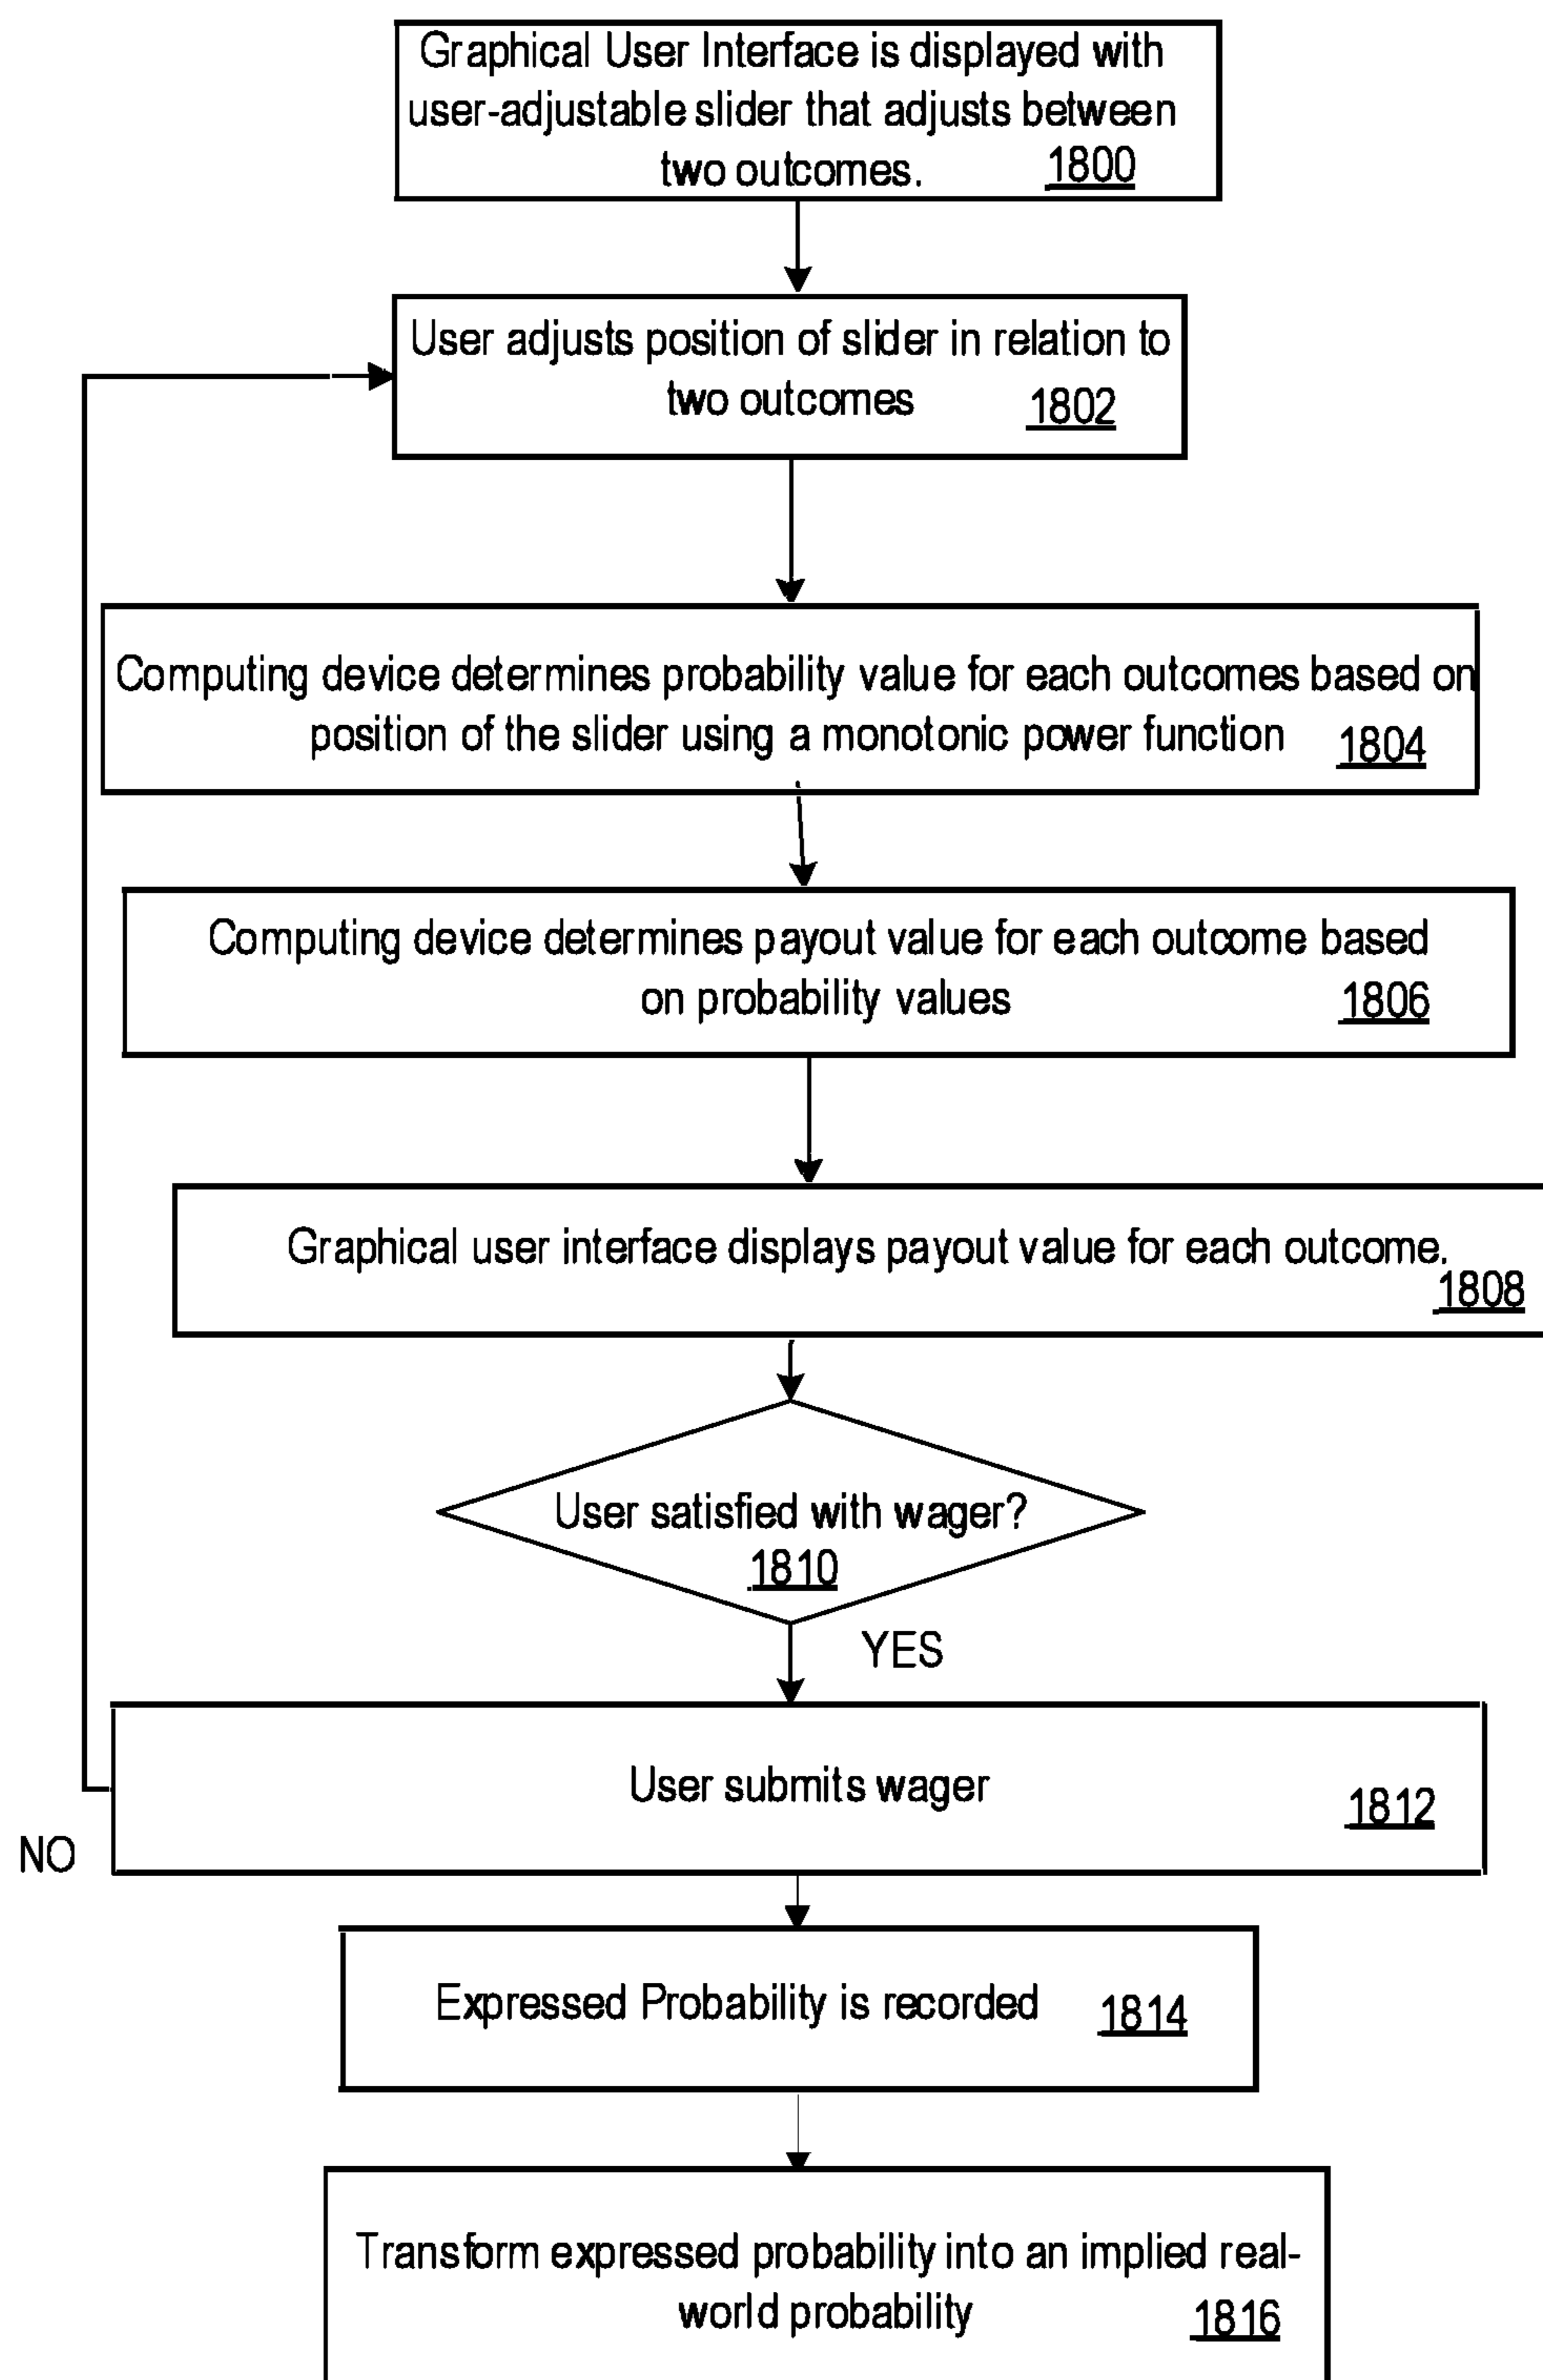 Graphical User Interface is displayed with
user-adjustable slider that adjusts between
two outcomes. 1800
User adjusts position of slider in relation to
two outcomes 1802
Computing device determines probability value for each outcomes based on
position of the slider using a monotonic power function 1804
Computing device determines payout value for each outcome based
on probability values 1806
Graphical user interface displays payout value for each outcome.
1808
User satisfied with wager?
1810
YES
User submits wager 1812
NO
Expressed Probability is recorded 1814
Transform expressed probability into an implied real-
world probability 1816